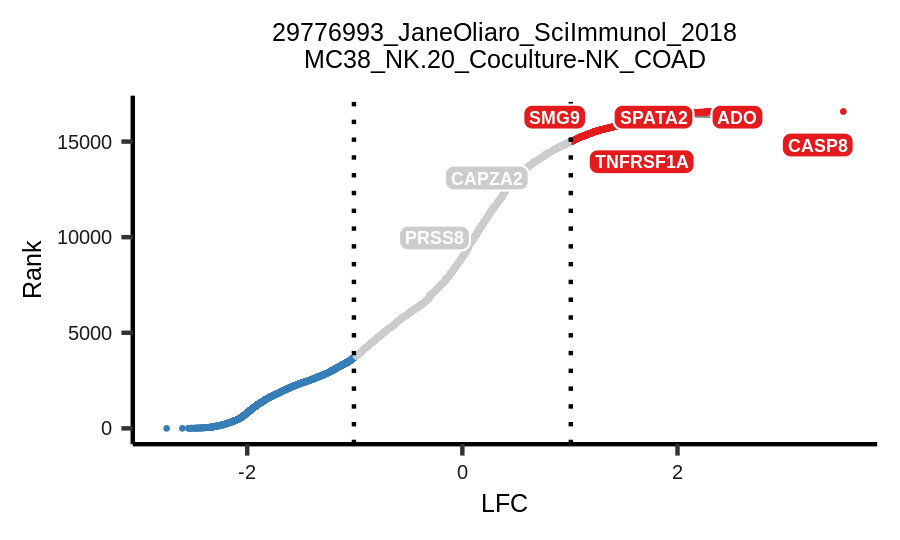 29776993_JaneOliaro_SciImmunol_2018
MC38_NK.20_Coculture-NK_COAD
SMG9 SPATA2 ADO
15000
CASP8
TNFRSF1A
CAPZA2
10000
PRSS8
Rank
5000
0
-2 0 2
LFC